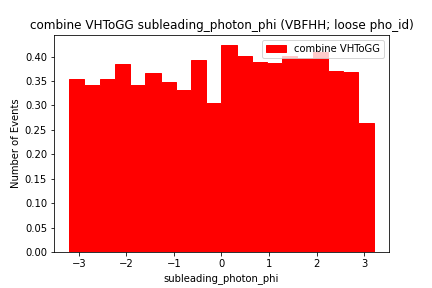 combine VHToGG subleading_photon_phi (VBFHH; loose pho_id)
combine VHToGG
Number of Events
0.40
0.35
0.30
0.25
0.20
0.15
0.10
0.05
0.00
−3 −2 −1 0 1 2 3
subleading_photon_phi